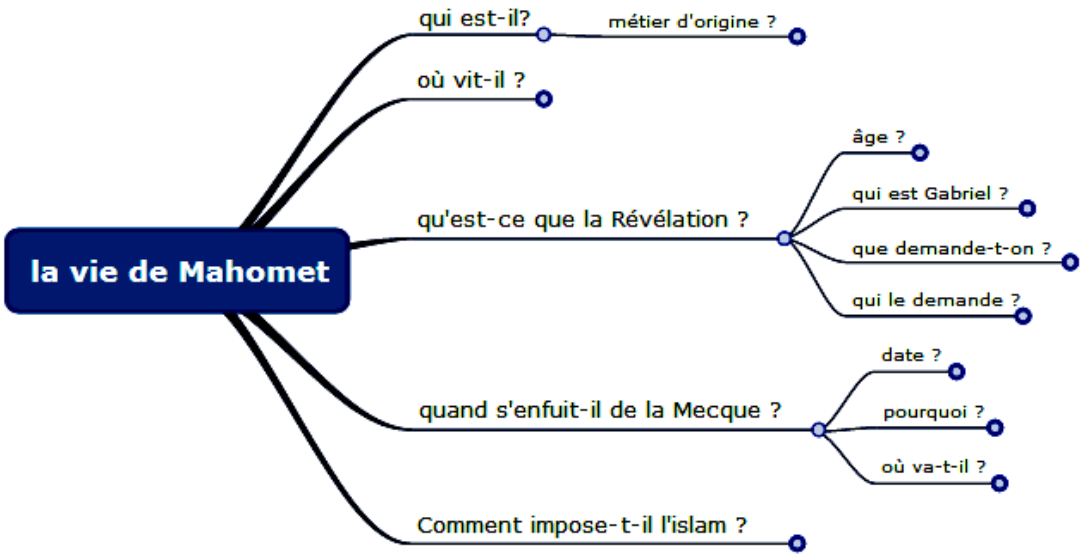 la vie de Mahomet
qui est-il?
métier d'origine ?
où vit-il ?
qu'est-ce que la Révélation ?
âge ?
qui est Gabriel ?
que demande-t-on ?
qui le demande ?
quand s'enfuit-il de la Mecque ?
date ?
pourquoi ?
où va-t-il ?
Comment impose-t-il l'islam ?